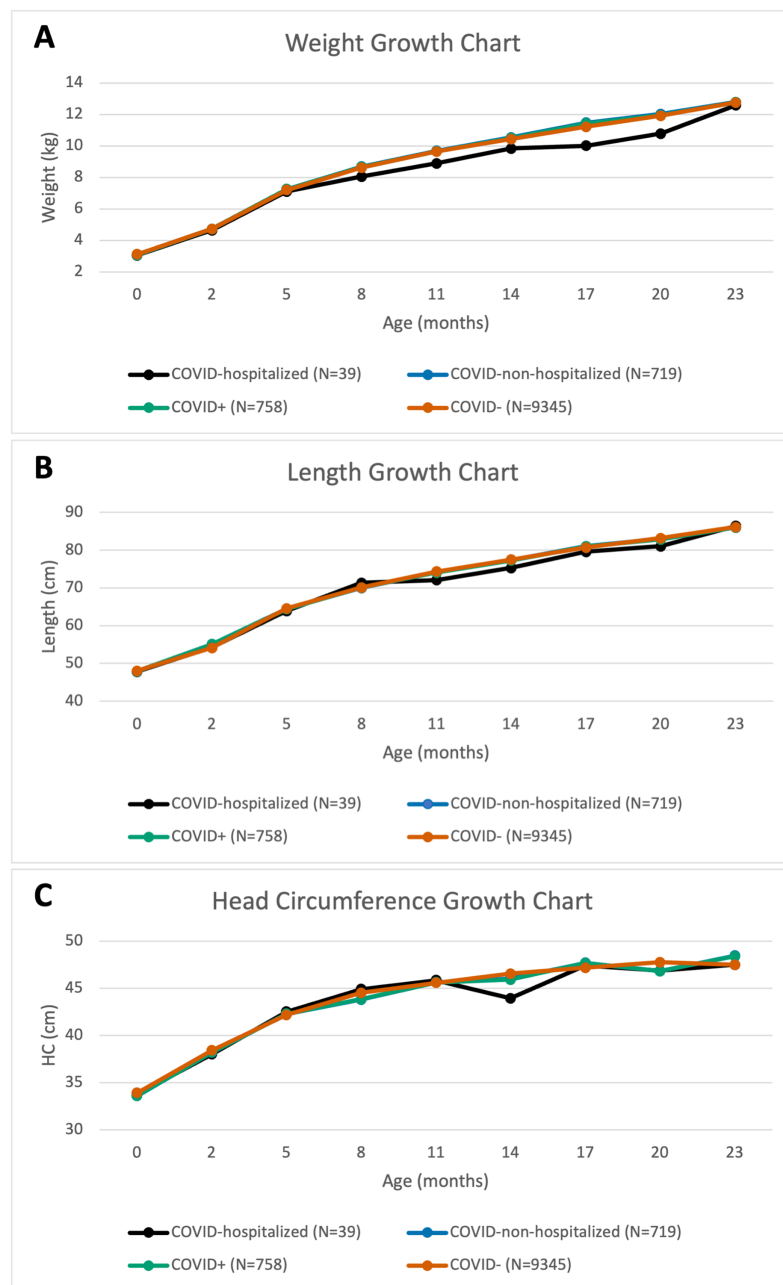 A
Weight Growth Chart
14
12
10
8
6
4
2
Weight (kg)
0 2 5 8 11 14 17 20 23
Age (months)
COVID-hospitalized (N=39) COVID-non-hospitalized (N=719)
COVID+ (N=758) COVID- (N=9345)
B
Length Growth Chart
90
80
70
60
50
40
Length (cm)
0 2 5 8 11 14 17 20 23
Age (months)
COVID-hospitalized (N=39) COVID-non-hospitalized (N=719)
COVID+ (N=758) COVID- (N=9345)
C
Head Circumference Growth Chart
50
45
40
35
30
HC (cm)
0 2 5 8 11 14 17 20 23
Age (months)
COVID-hospitalized (N=39) COVID-non-hospitalized (N=719)
COVID+ (N=758) COVID- (N=9345)